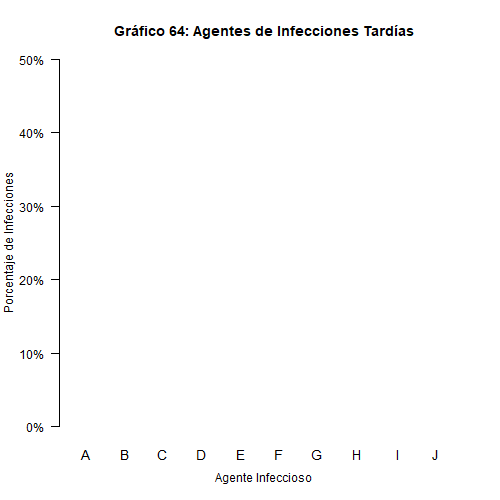 Gráfico 64: Agentes de Infecciones Tardías
Porcentaje de Infecciones
50%
40%
30%
20%
10%
0%
A B C D E F G H I J
Agente Infeccioso